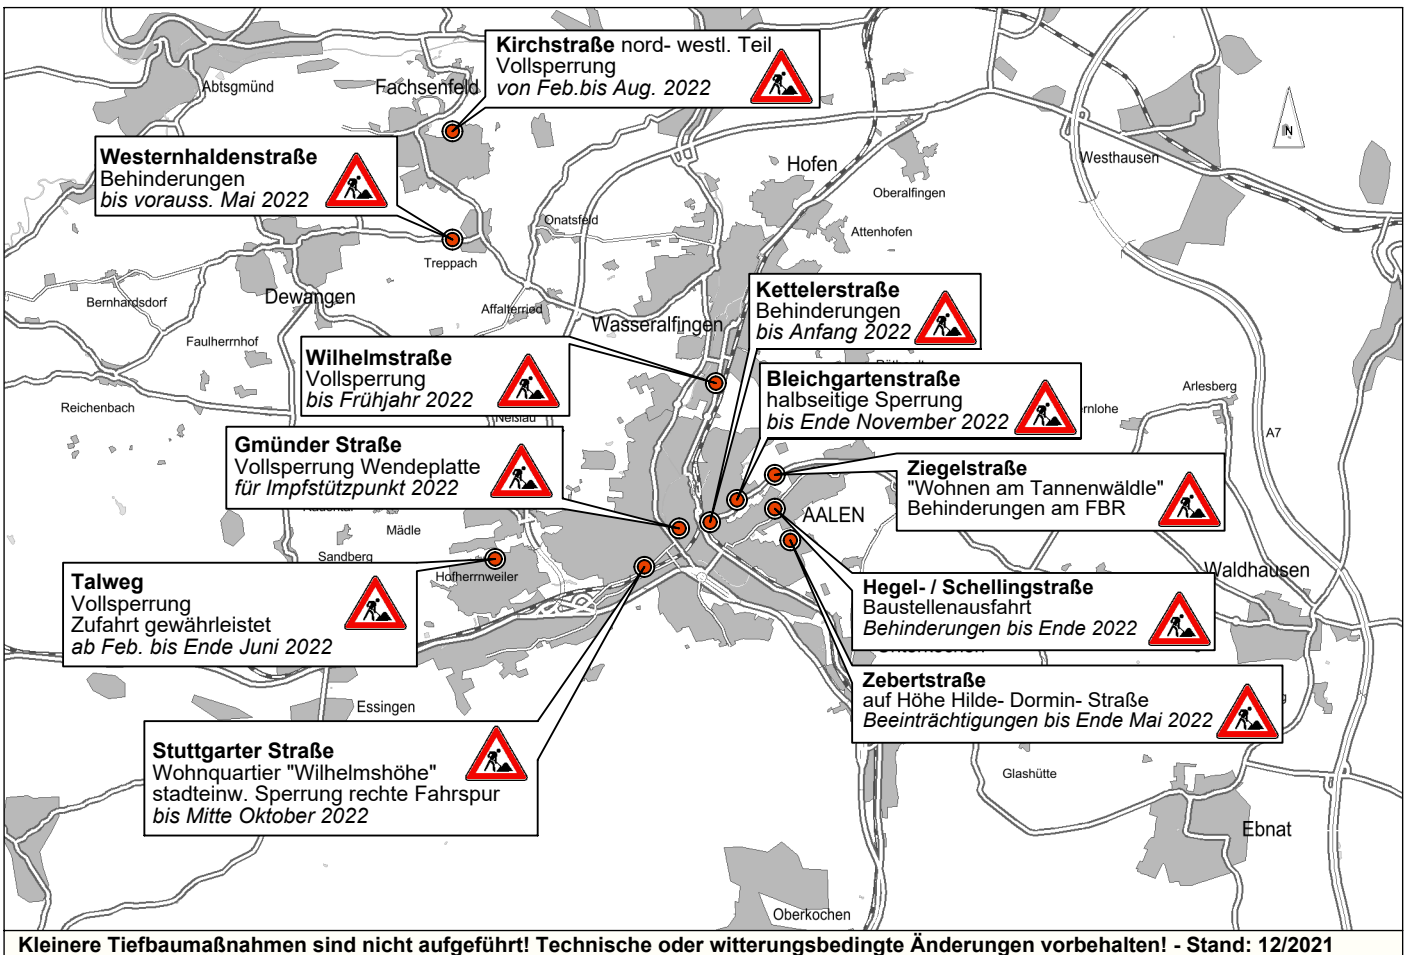 Kirchstraße nord- westl. Teil
Vollsperrung
von Feb.bis Aug. 2022
Abtsgmünd
Fachsenfeld
N
Westernhaldenstraße
Behinderungen
bis vorauss. Mai 2022
Hofen
Westhausen
Oberalfingen
Onatsfeld
Attenhofen
Treppach
Bernhardsdorf
Dewangen
Affalterried
Wasseralfingen
Kettelerstraße
Behinderungen
bis Anfang 2022
Faulherrnhof
Wilhelmstraße
Vollsperrung
bis Frühjahr 2022
Bleichgartenstraße
halbseitige Sperrung
bis Ende November 2022
Arlesberg
Reichenbach
Neßlau
ernlohe
A7
Gmünder Straße
Vollsperrung Wendeplatte
für Impfstützpunkt 2022
Ziegelstraße
"Wohnen am Tannenwäldle"
Behinderungen am FBR
AALEN
Mädle
Sandberg
Hofherrnweiler
Waldhausen
Talweg
Vollsperrung
Zufahrt gewährleistet
ab Feb. bis Ende Juni 2022
Hegel- / Schellingstraße
Baustellenausfahrt
Behinderungen bis Ende 2022
Zebertstraße
auf Höhe Hilde- Dormin- Straße
Beeinträchtigungen bis Ende Mai 2022
Essingen
Stuttgarter Straße
Wohnquartier "Wilhelmshöhe"
stadteinw. Sperrung rechte Fahrspur
bis Mitte Oktober 2022
Glashütte
Ebnat
Oberkochen
Kleinere Tiefbaumaßnahmen sind nicht aufgeführt! Technische oder witterungsbedingte Änderungen vorbehalten! - Stand: 12/2021